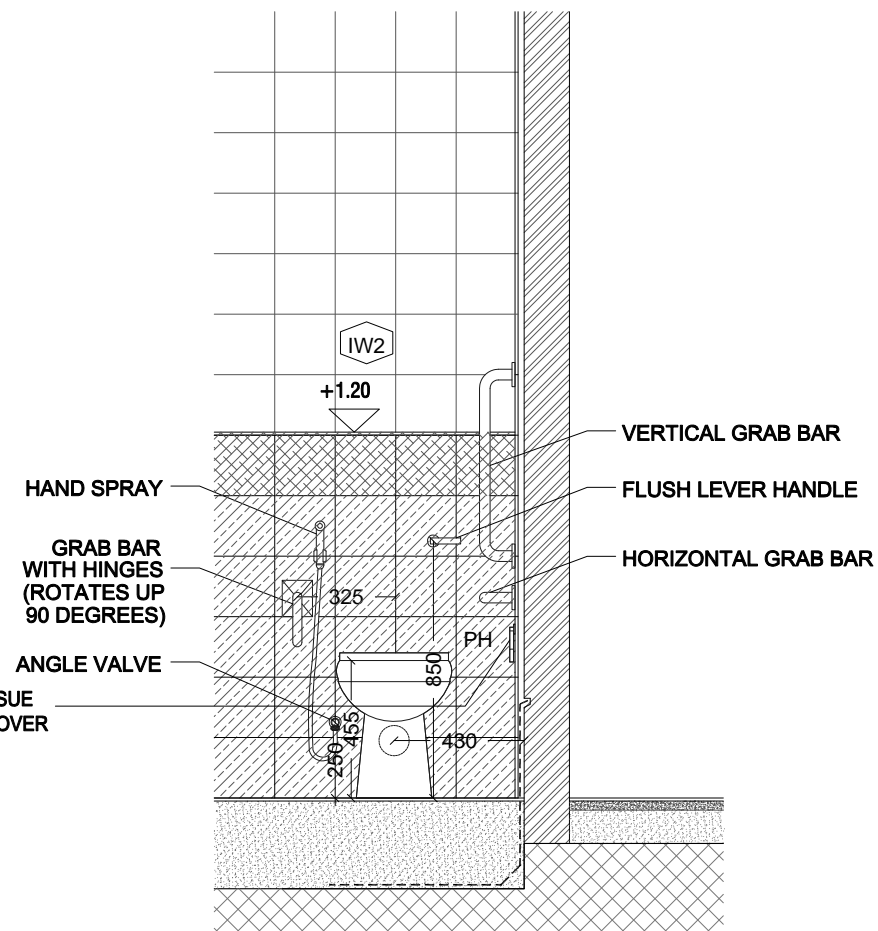 IW2
+1.20
VERTICAL GRAB BAR
HAND SPRAY
FLUSH LEVER HANDLE
GRAB BAR
WITH HINGES
(ROTATES UP
90 DEGREES)
HORIZONTAL GRAB BAR
325
PH
ANGLE VALVE
850
SUE
OVER
455
430
250